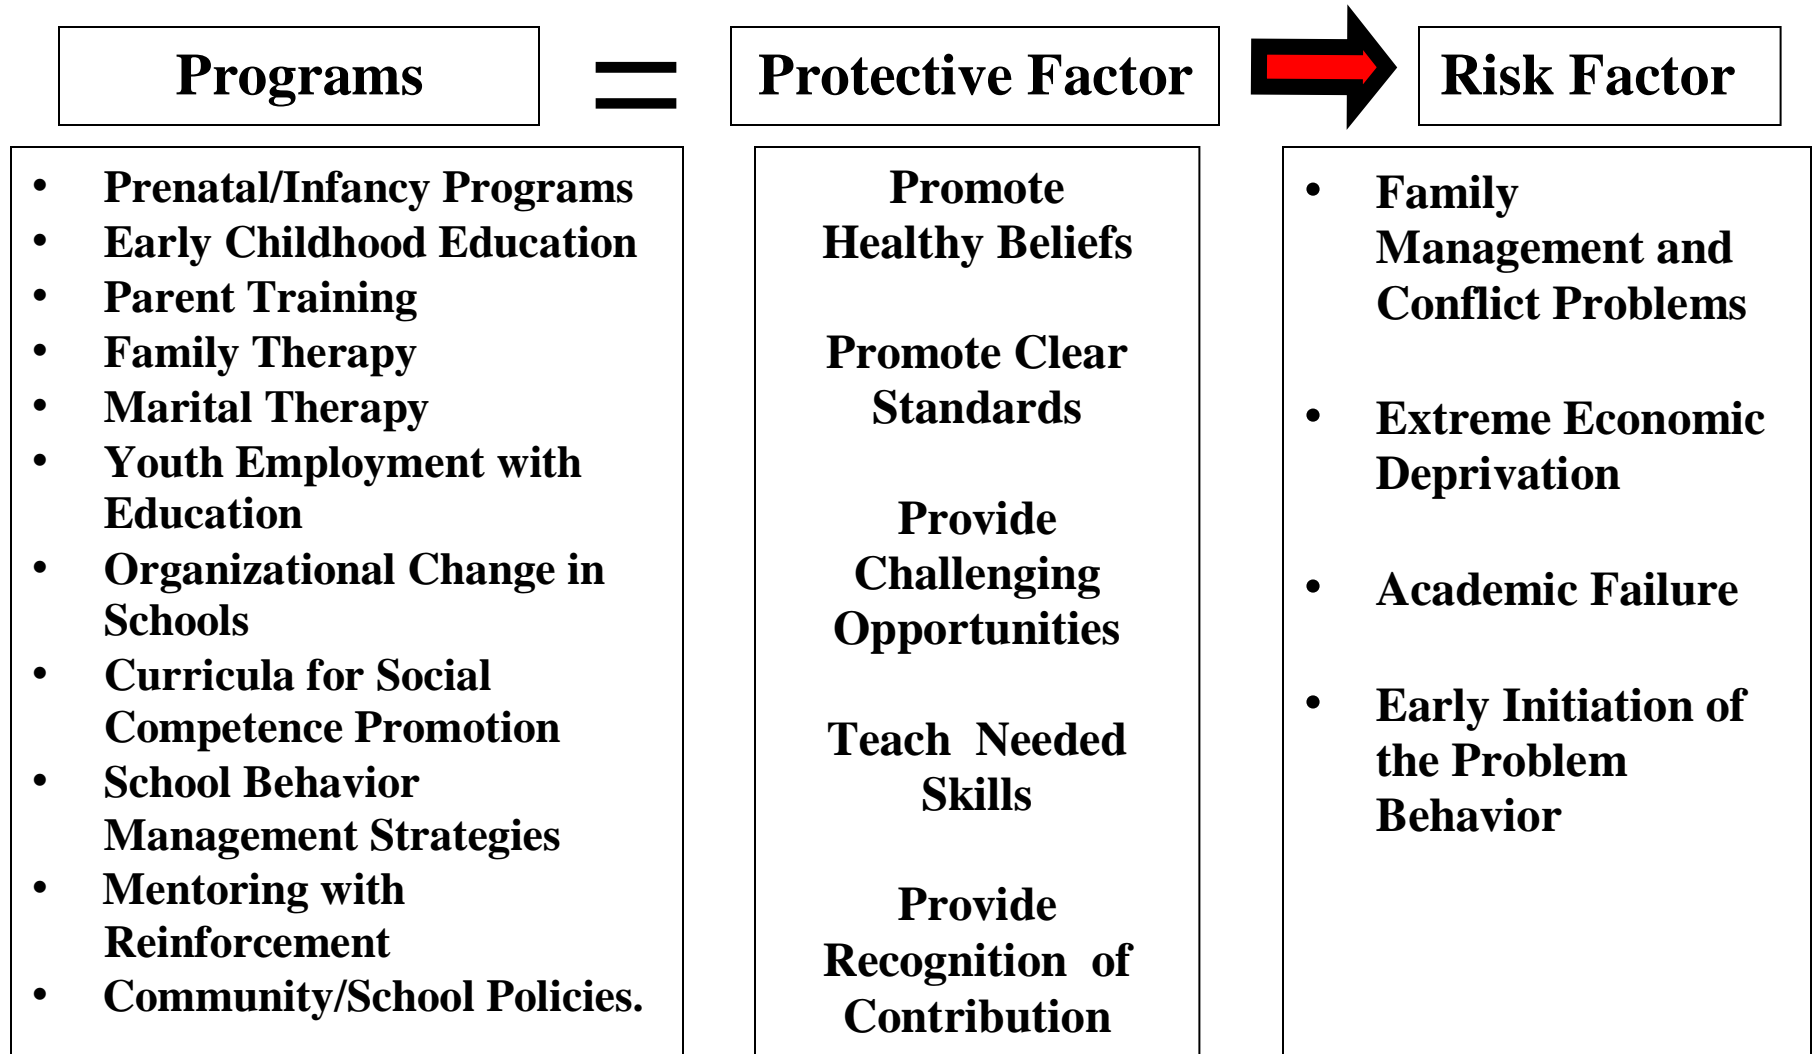 Programs
=
Protective Factor
Risk Factor
• Prenatal/Infancy Programs
• Early Childhood Education
• Parent Training
• Family Therapy
• Marital Therapy
• Youth Employment with
Education
• Organizational Change in
Schools
• Curricula for Social
Competence Promotion
• School Behavior
Management Strategies
• Mentoring with
Reinforcement
• Community/School Policies.
Promote
Healthy Beliefs
Promote Clear
Standards
Provide
Challenging
Opportunities
Teach  Needed
Skills
Provide
Recognition  of
Contribution
• Family
Management and
Conflict Problems
• Extreme Economic
Deprivation
• Academic Failure
• Early Initiation of
the Problem
Behavior